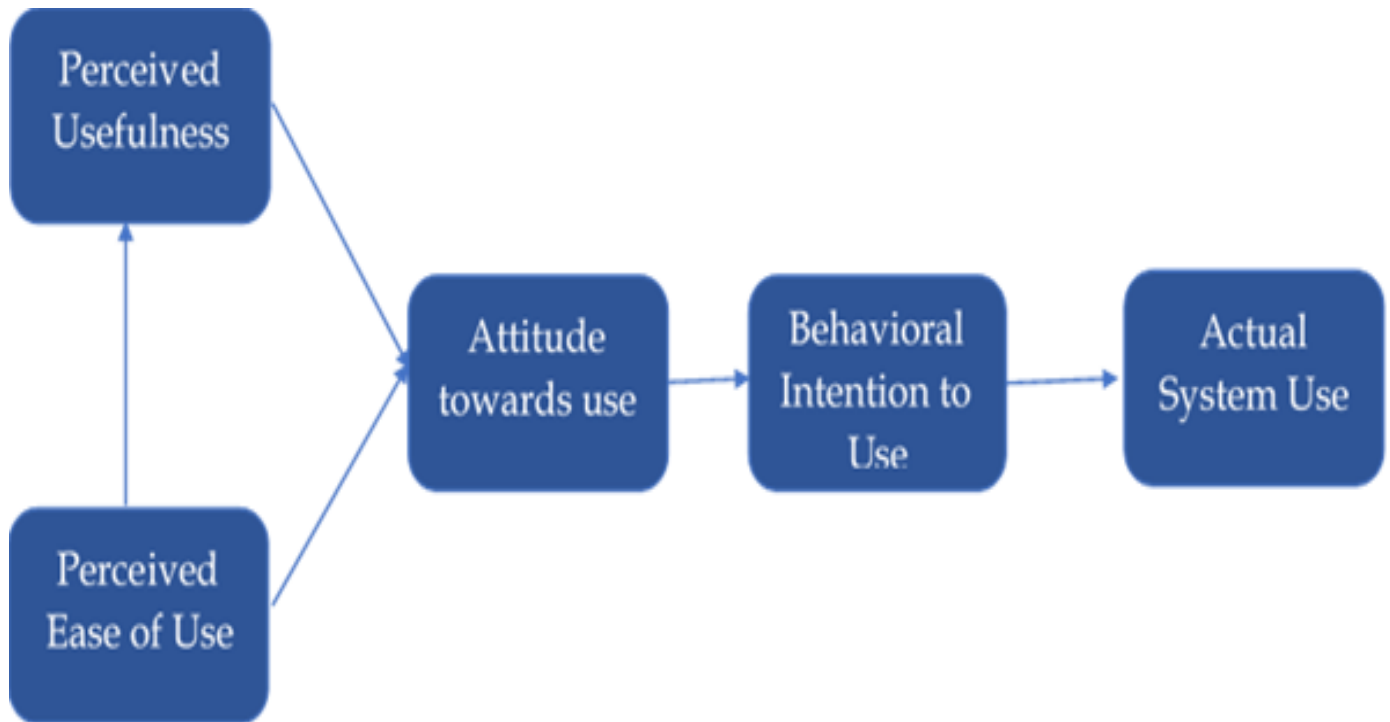 Perceived
Usefulness
Attitude
towards use
Behavioral
Intention to
Use
Actual
System Use
Perceived
Ease of Use